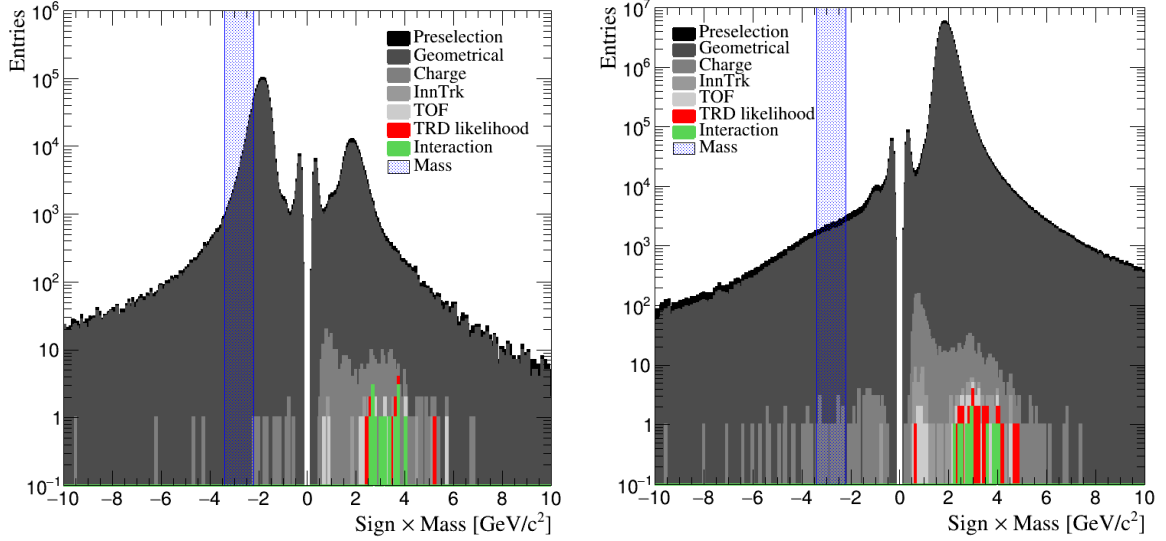 Entries
10^6
10^5
10^4
10^3
10^2
10
1
10^−1
−10 −8 −6 −4 −2 0 2 4 6 8 10
Sign × Mass [GeV/c^2]
Preselection
Geometrical
Charge
InnTrk
TOF
TRD likelihood
Interaction
Mass
Entries
10^7
10^6
10^5
10^4
10^3
10^2
10
1
10^−1
−10 −8 −6 −4 −2 0 2 4 6 8 10
Sign × Mass [GeV/c^2]
Preselection
Geometrical
Charge
InnTrk
TOF
TRD likelihood
Interaction
Mass